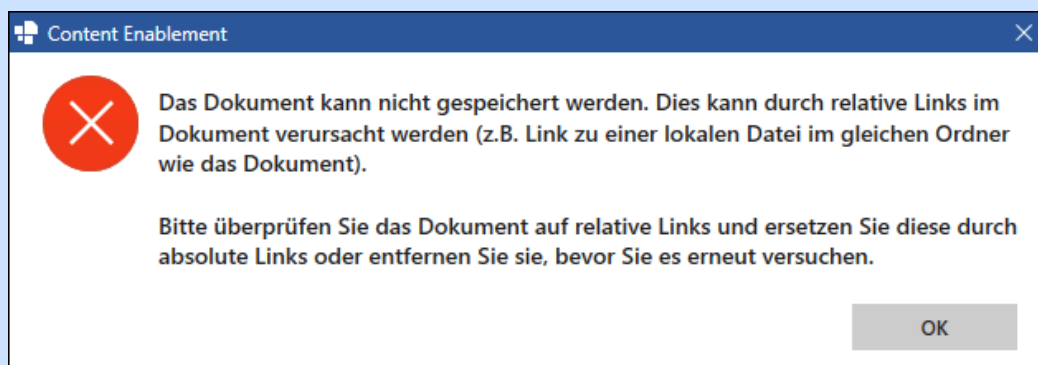 Content Enablement
Das Dokument kann nicht gespeichert werden. Dies kann durch relative Links im
Dokument verursacht werden (z.B. Link zu einer lokalen Datei im gleichen Ordner
wie das Dokument).
Bitte überprüfen Sie das Dokument auf relative Links und ersetzen Sie diese durch
absolute Links oder entfernen Sie sie, bevor Sie es erneut versuchen.
OK